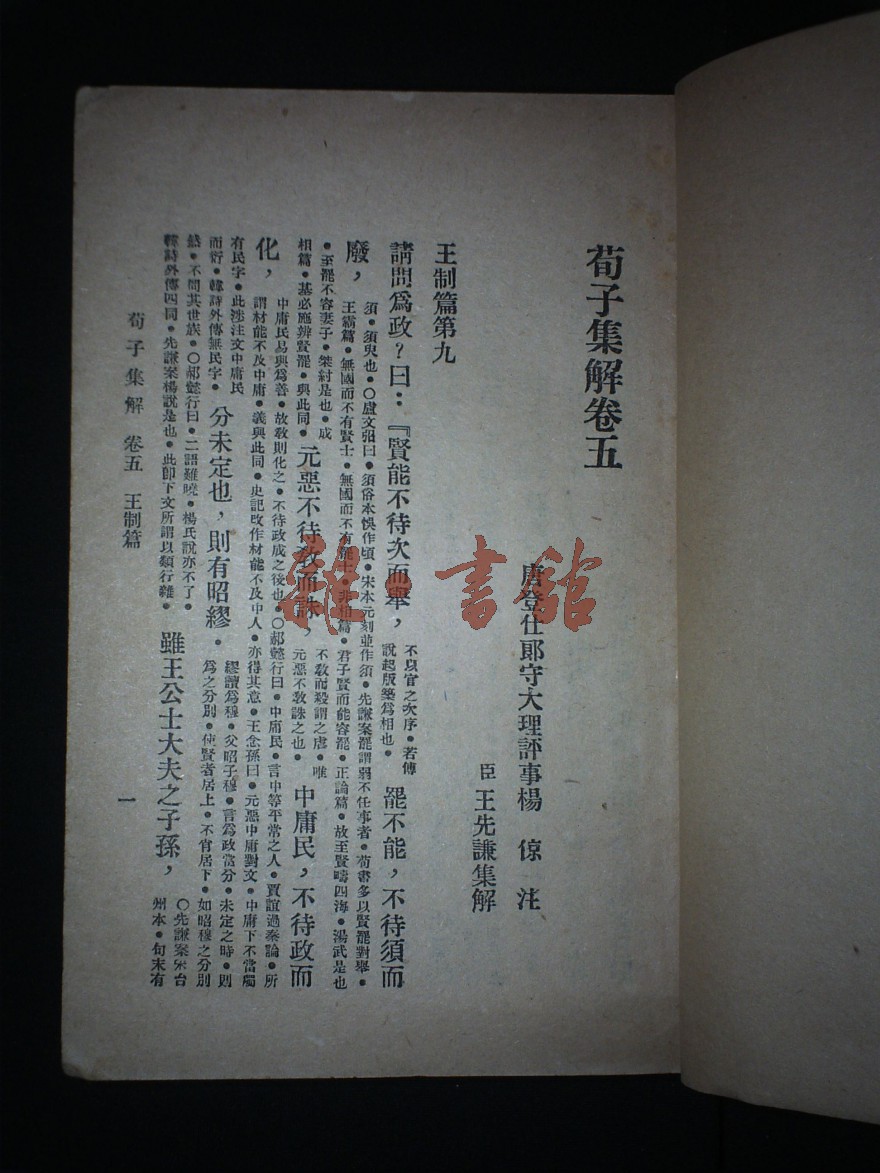 荀子集解卷五
唐登仕郎守大理評事楊 倞 注
臣 王先謙集解
王制篇第九
請問爲政？曰：『賢能不待次而舉，不以官之次序．若傅說起版築爲相也．罷不能，不待須而
廢，須．須臾也．○盧文弨曰．須俗本悞作頃．宋本元刻並作須．先謙案罷謂弱不任事者．荀書多以賢罷對舉．王霸篇．無國而不有賢士．無國而不有罷士．非相篇．君子賢而能容罷．正論篇．故至賢疇四海．湯武是也
．至罷不容妻子．桀紂是也．成相篇．基必施辨賢罷．與此同．元惡不待教而誅，不教而殺謂之虐．唯元惡不教誅之也．中庸民，不待政而
化，中庸民易與爲善．故教則化之．不待政成之後也．○郝懿行曰．中庸民．言中等平常之人．賈誼過秦論．所謂材能不及中庸．義與此同．史記改作材能不及中人．亦得其意．王念孫曰．元惡中庸對文．中庸下不當獨
有民字．此涉注文中庸民而衍．韓詩外傳無民字．分未定也，則有昭繆．繆讀爲穆．父昭子穆．言爲政當分．未定之時．則爲之分別．使賢者居上．不肖居下．如昭穆之分別
然．不問其世族．○郝懿行曰．二語難曉．楊氏說亦不了．韓詩外傳四同．先謙案楊說是也．此即下文所謂以類行雜．雖王公士大夫之子孫，○先謙案宋台州本．句末有
荀子集解 卷五 王制篇
一
雜．書館